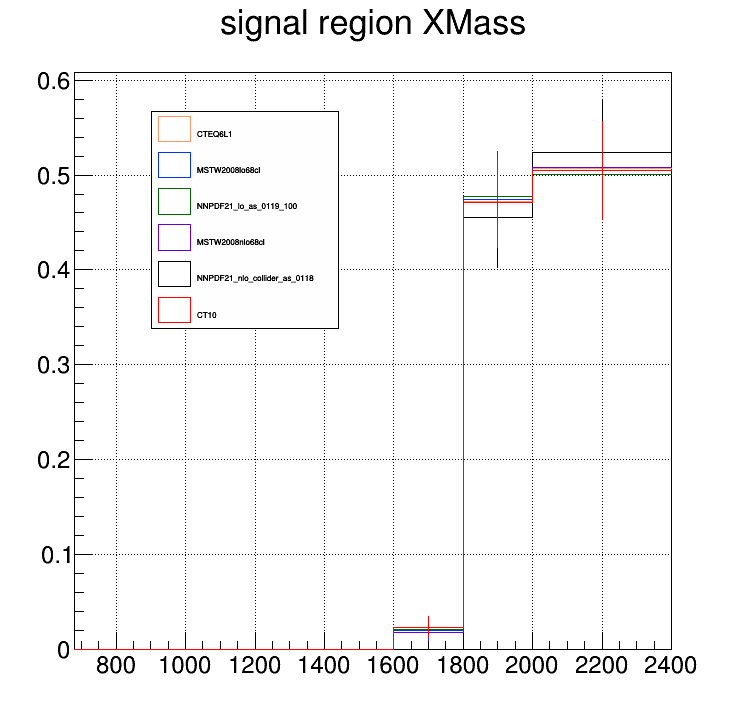 signal region XMass
0.6
0.5
0.4
0.3
0.2
0.1
0
CTEQ6L1
MSTW2008lo68cl
NNPDF21_lo_as_0119_100
MSTW2008nlo68cl
NNPDF21_nlo_collider_as_0118
CT10
800 1000 1200 1400 1600 1800 2000 2200 2400